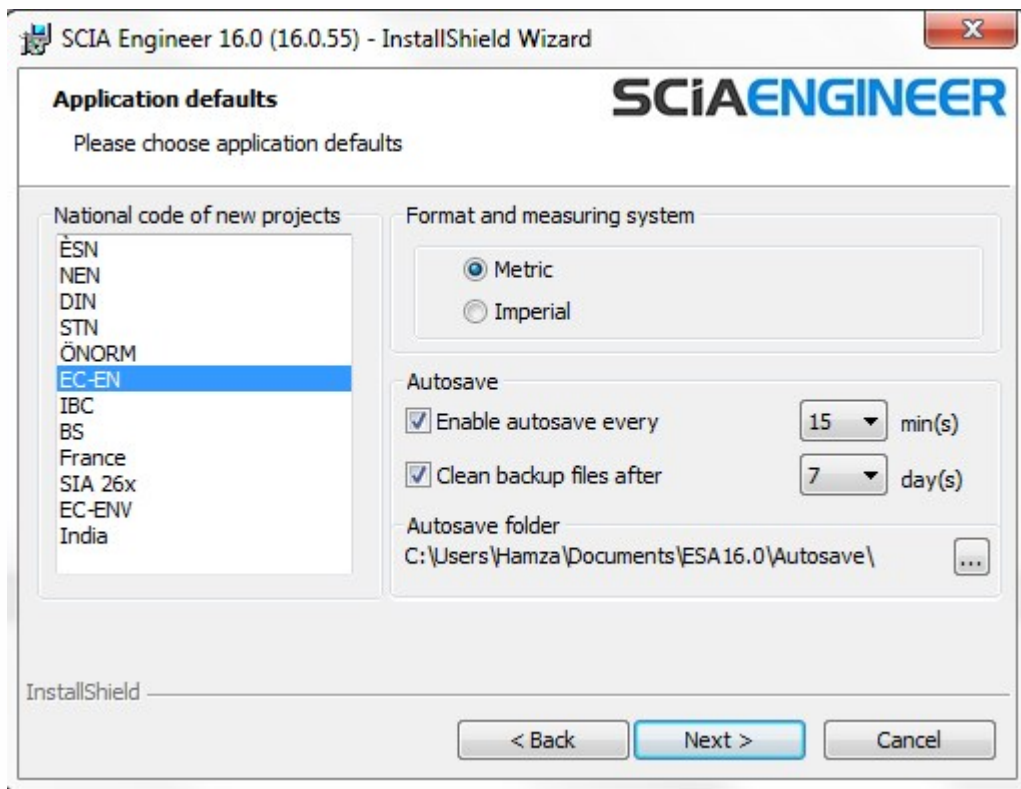 SCIA Engineer 16.0 (16.0.55) - InstallShield Wizard
Application defaults
SCiAENGINEER
Please choose application defaults
National code of new projects
ÈSN
NEN
DIN
STN
ÖNORM
EC-EN
IBC
BS
France
SIA 26x
EC-ENV
India
Format and measuring system
Metric
Imperial
Autosave
Enable autosave every 15 min(s)
Clean backup files after 7 day(s)
Autosave folder
C:\Users\Hamza\Documents\ESA16.0\Autosave\ ...
InstallShield
< Back Next > Cancel